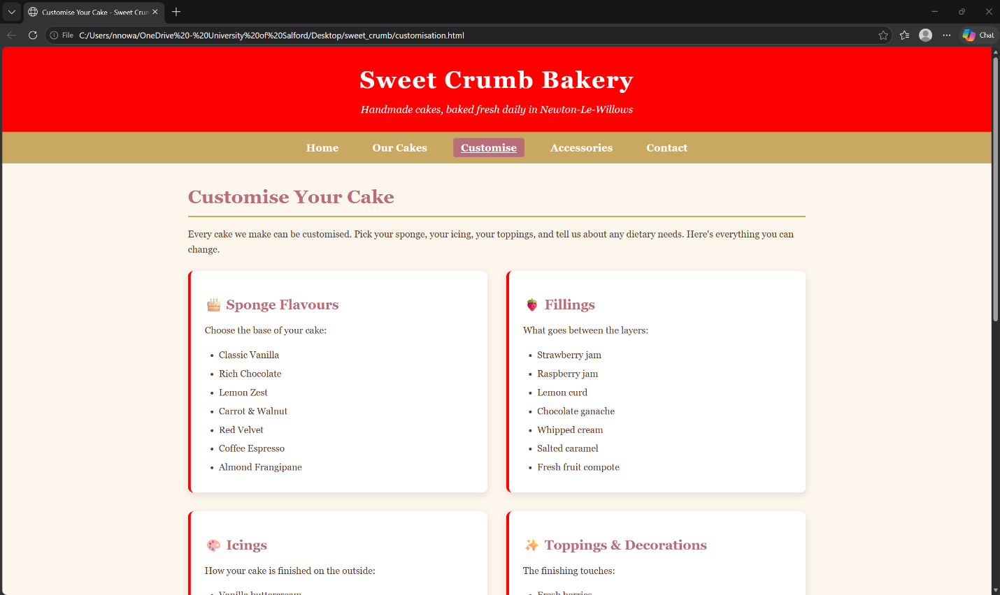 Customise Your Cake - Sweet Crum
File C:/Users/nnowa/OneDrive%20-%20University%20of%20Salford/Desktop/sweet_crumb/customisation.html
Chat
Sweet Crumb Bakery
Handmade cakes, baked fresh daily in Newton-Le-Willows
Home Our Cakes Customise Accessories Contact
Customise Your Cake
Every cake we make can be customised. Pick your sponge, your icing, your toppings, and tell us about any dietary needs. Here's everything you can
change.
Sponge Flavours
Choose the base of your cake:
Classic Vanilla
Rich Chocolate
Lemon Zest
Carrot & Walnut
Red Velvet
Coffee Espresso
Almond Frangipane
Fillings
What goes between the layers:
Strawberry jam
Raspberry jam
Lemon curd
Chocolate ganache
Whipped cream
Salted caramel
Fresh fruit compote
Icings
How your cake is finished on the outside:
Vanilla buttercream
Toppings & Decorations
The finishing touches:
Fresh berries